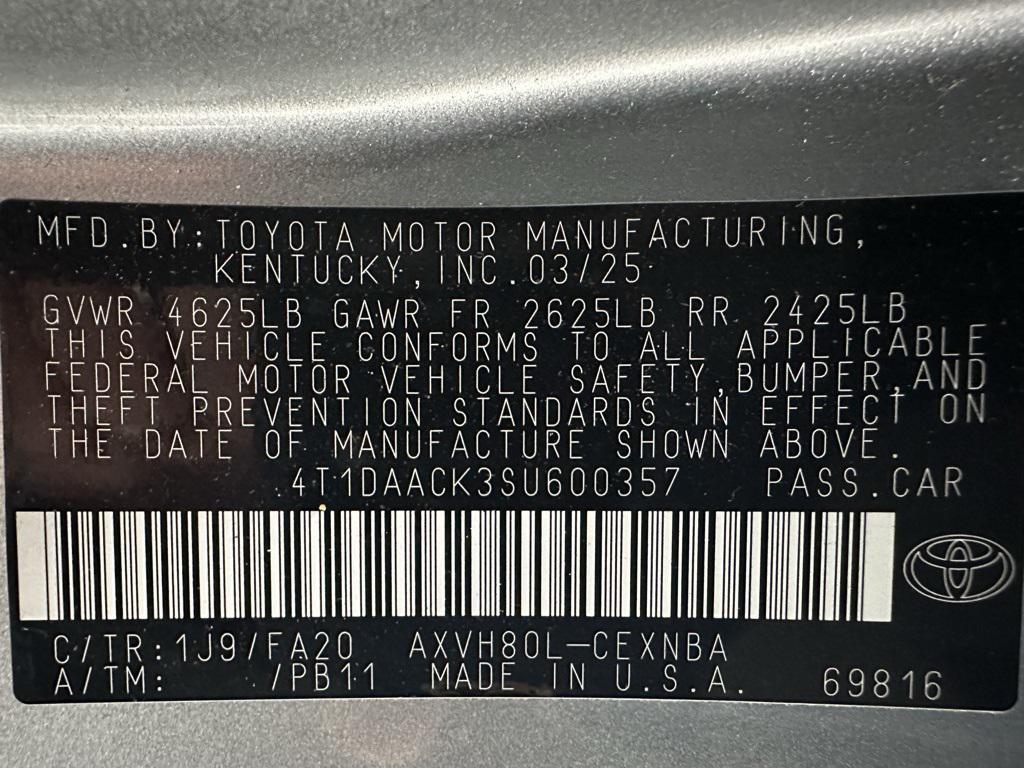 MFD.BY:TOYOTA MOTOR MANUFACTURING,
KENTUCKY,INC.03/25
GVWR 4625LB GAWR FR 2625LB RR 2425LB
THIS VEHICLE CONFORMS TO ALL APPLICABLE
FEDERAL MOTOR VEHICLE SAFETY,BUMPER,AND
THEFT PREVENTION STANDARDS IN EFFECT ON
THE DATE OF MANUFACTURE SHOWN ABOVE.
4T1DAACK3SU600357 PASS.CAR
C/TR:1J9/FA20 AXVH80L-CEXNBA
A/TM: /PB11 MADE IN U.S.A. 69816